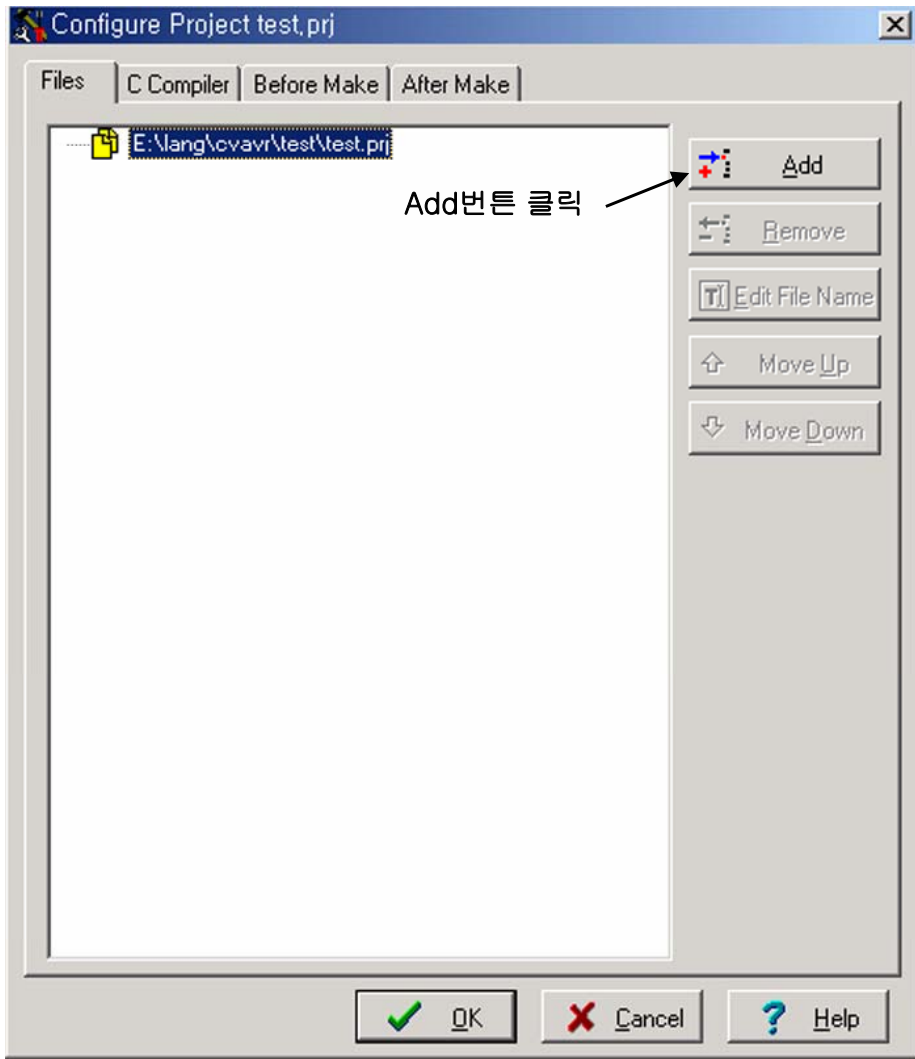 Configure Project test.prj
Files
C Compiler
Before Make
After Make
E:\lang\cvavr\test\test.prj
Add
Add번튼 클릭
Remove
Edit File Name
Move Up
Move Down
OK
Cancel
Help